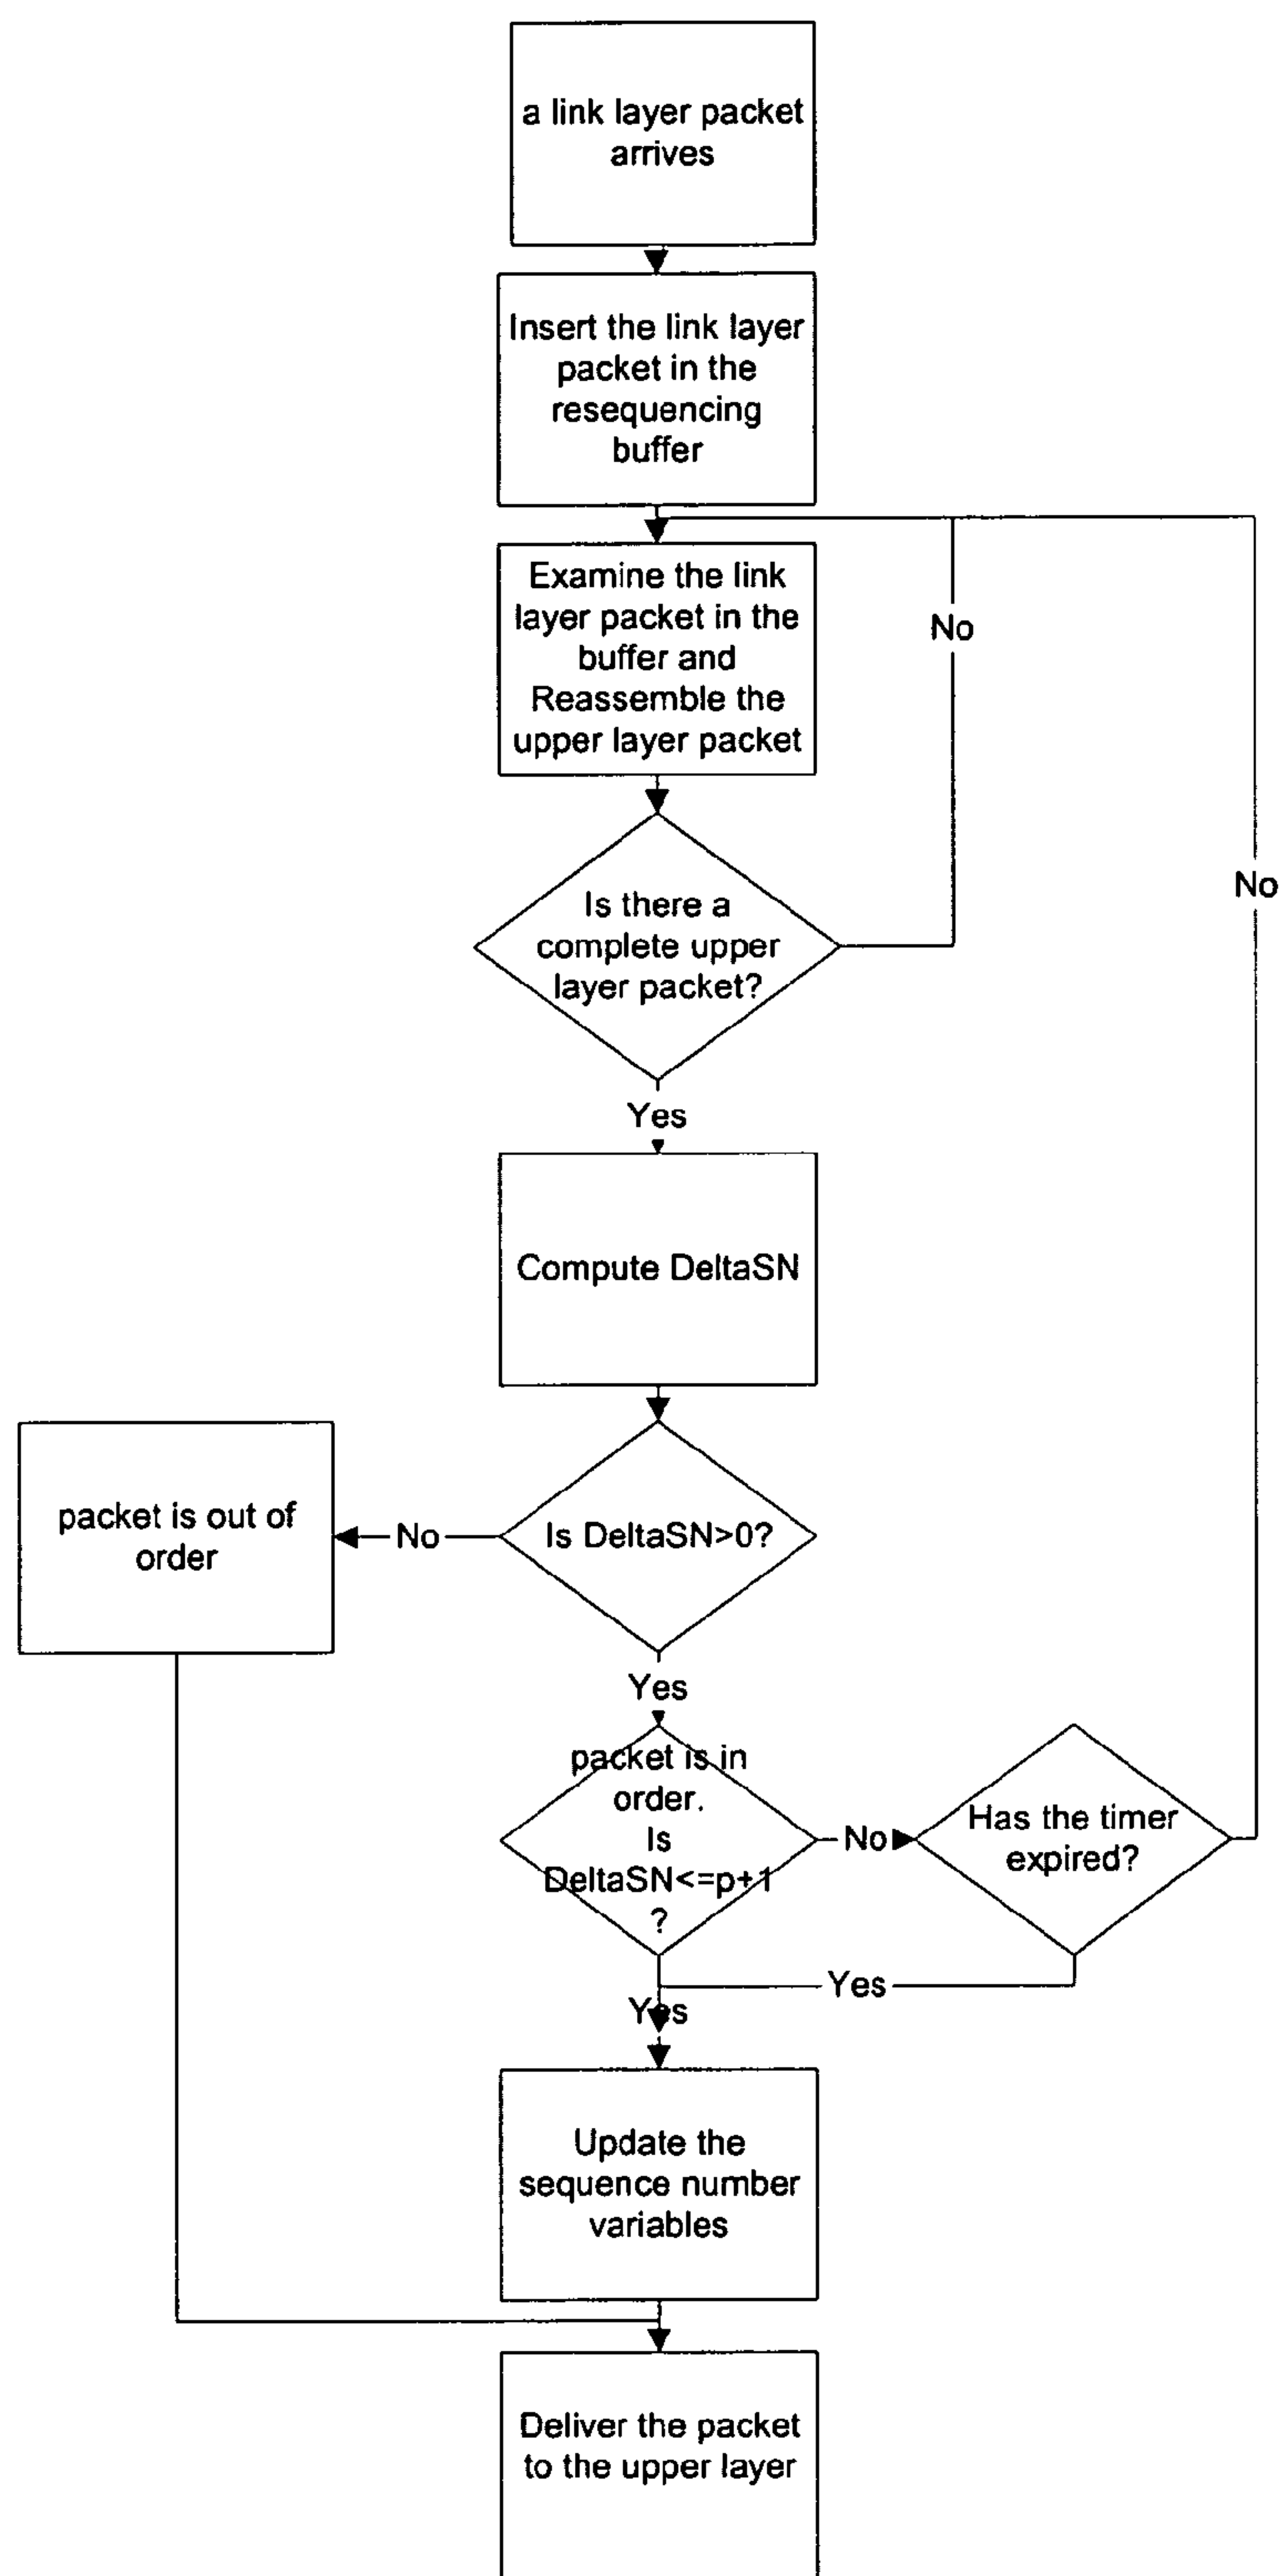 a link layer packet
arrives
Insert the link layer
packet in the
resequencing
buffer
Examine the link
layer packet in the
buffer and
Reassemble the
upper layer packet
No
No
Is there a
complete upper
layer packet?
Yes
Compute DeltaSN
packet is out of
order
No
Is DeltaSN>0?
Yes
packet is in
order.
Is
DeltaSN<=p+1
?
No
Has the timer
expired?
Yes
Yes
Update the
sequence number
variables
Deliver the packet
to the upper layer